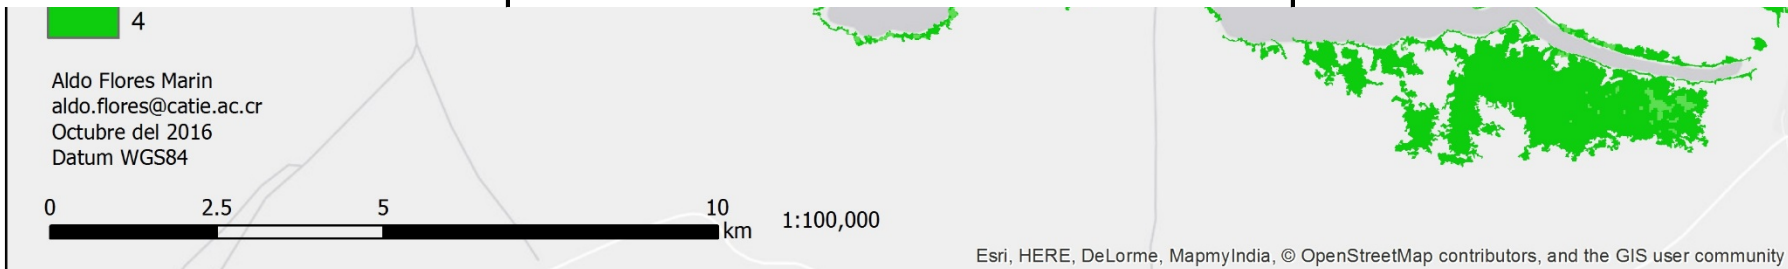 4
Aldo Flores Marin
aldo.flores@catie.ac.cr
Octubre del 2016
Datum WGS84
0 2.5 5 10
km
1:100,000
Esri, HERE, DeLorme, MapmyIndia, © OpenStreetMap contributors, and the GIS user community